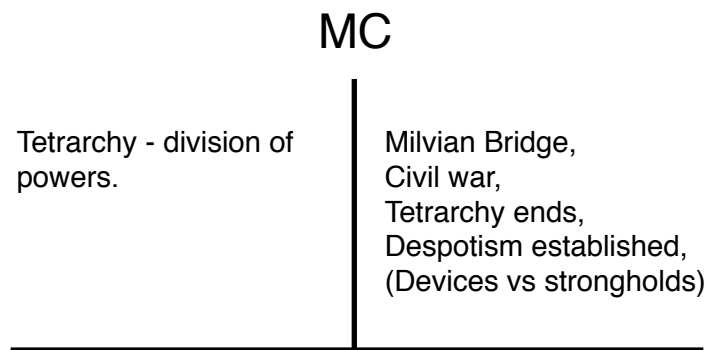 MC
Tetrarchy - division of
powers.
Milvian Bridge,
Civil war,
Tetrarchy ends,
Despotism established,
(Devices vs strongholds)